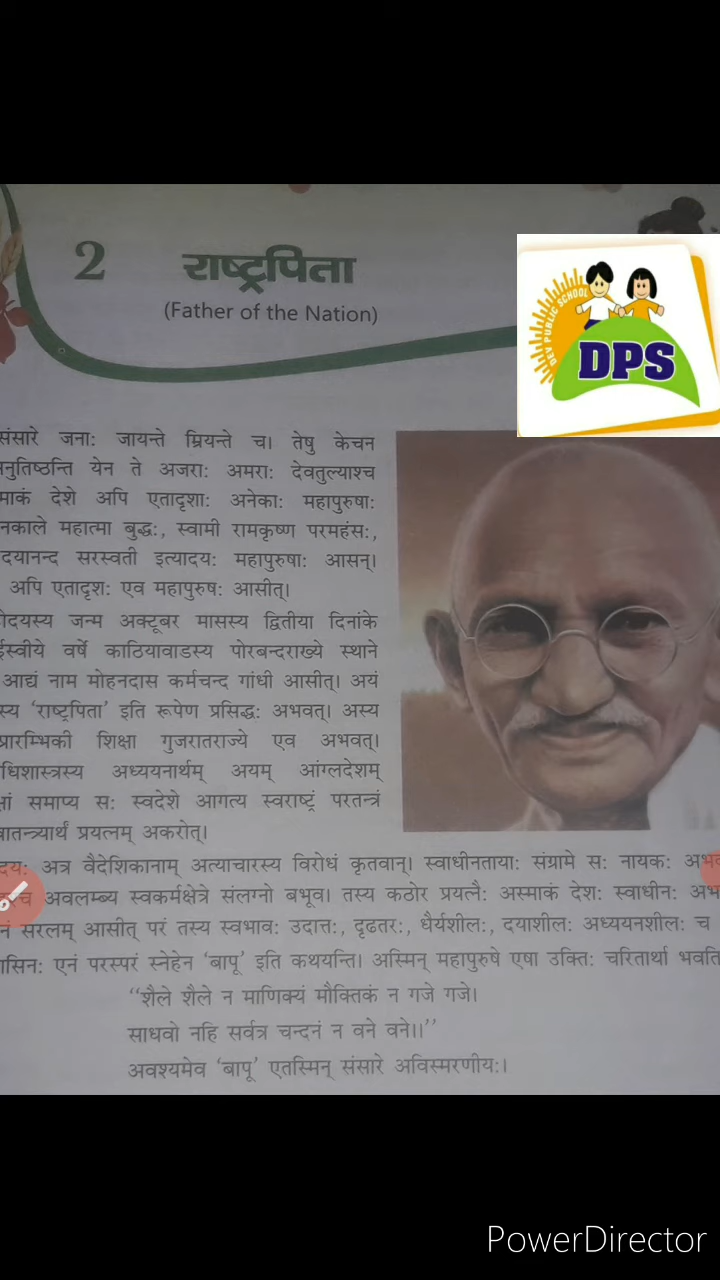 2 राष्ट्रपिता
(Father of the Nation)
DEV PUBLIC SCHOOL
DPS
संसारे जनाः जायन्ते म्रियन्ते च। तेषु केचन
नुतिष्ठन्ति येन ते अजराः अमराः देवतुल्याश्च
माकं देशे अपि एतादृशाः अनेकाः महापुरुषाः
नकाले महात्मा बुद्धः, स्वामी रामकृष्ण परमहंसः,
दयानन्द सरस्वती इत्यादयः महापुरुषाः आसन्।
अपि एतादृशः एव महापुरुषः आसीत्।
दयस्य जन्म अक्टूबर मासस्य द्वितीया दिनांके
ईस्वीये वर्षे काठियावाडस्य पोरबन्दराख्ये स्थाने
आद्यं नाम मोहनदास कर्मचन्द गांधी आसीत्। अयं
स्य ‘राष्ट्रपिता’ इति रूपेण प्रसिद्धः अभवत्। अस्य
प्रारम्भिकी शिक्षा गुजरातराज्ये एव अभवत्।
धिशास्त्रस्य अध्ययनार्थम् अयम् आंग्लदेशम्
क्षां समाप्य सः स्वदेशे आगत्य स्वराष्ट्रं परतन्त्रं
वातन्त्र्यार्थं प्रयत्नम् अकरोत्।
दयः अत्र वैदेशिकानाम् अत्याचारस्य विरोधं कृतवान्। स्वाधीनतायाः संग्रामे सः नायकः अभव
च अवलम्ब्य स्वकर्मक्षेत्रे संलग्नो बभूव। तस्य कठोर प्रयत्नैः अस्माकं देशः स्वाधीनः अभ
नं सरलम् आसीत् परं तस्य स्वभावः उदात्तः, दृढतरः, धैर्यशीलः, दयाशीलः अध्ययनशीलः च
ासिनः एनं परस्परं स्नेहेन ‘बापू’ इति कथयन्ति। अस्मिन् महापुरुषे एषा उक्तिः चरितार्था भवति
“शैले शैले न माणिक्यं मौक्तिकं न गजे गजे।
साधवो नहि सर्वत्र चन्दनं न वने वने।।”
अवश्यमेव ‘बापू’ एतस्मिन् संसारे अविस्मरणीयः।
PowerDirector